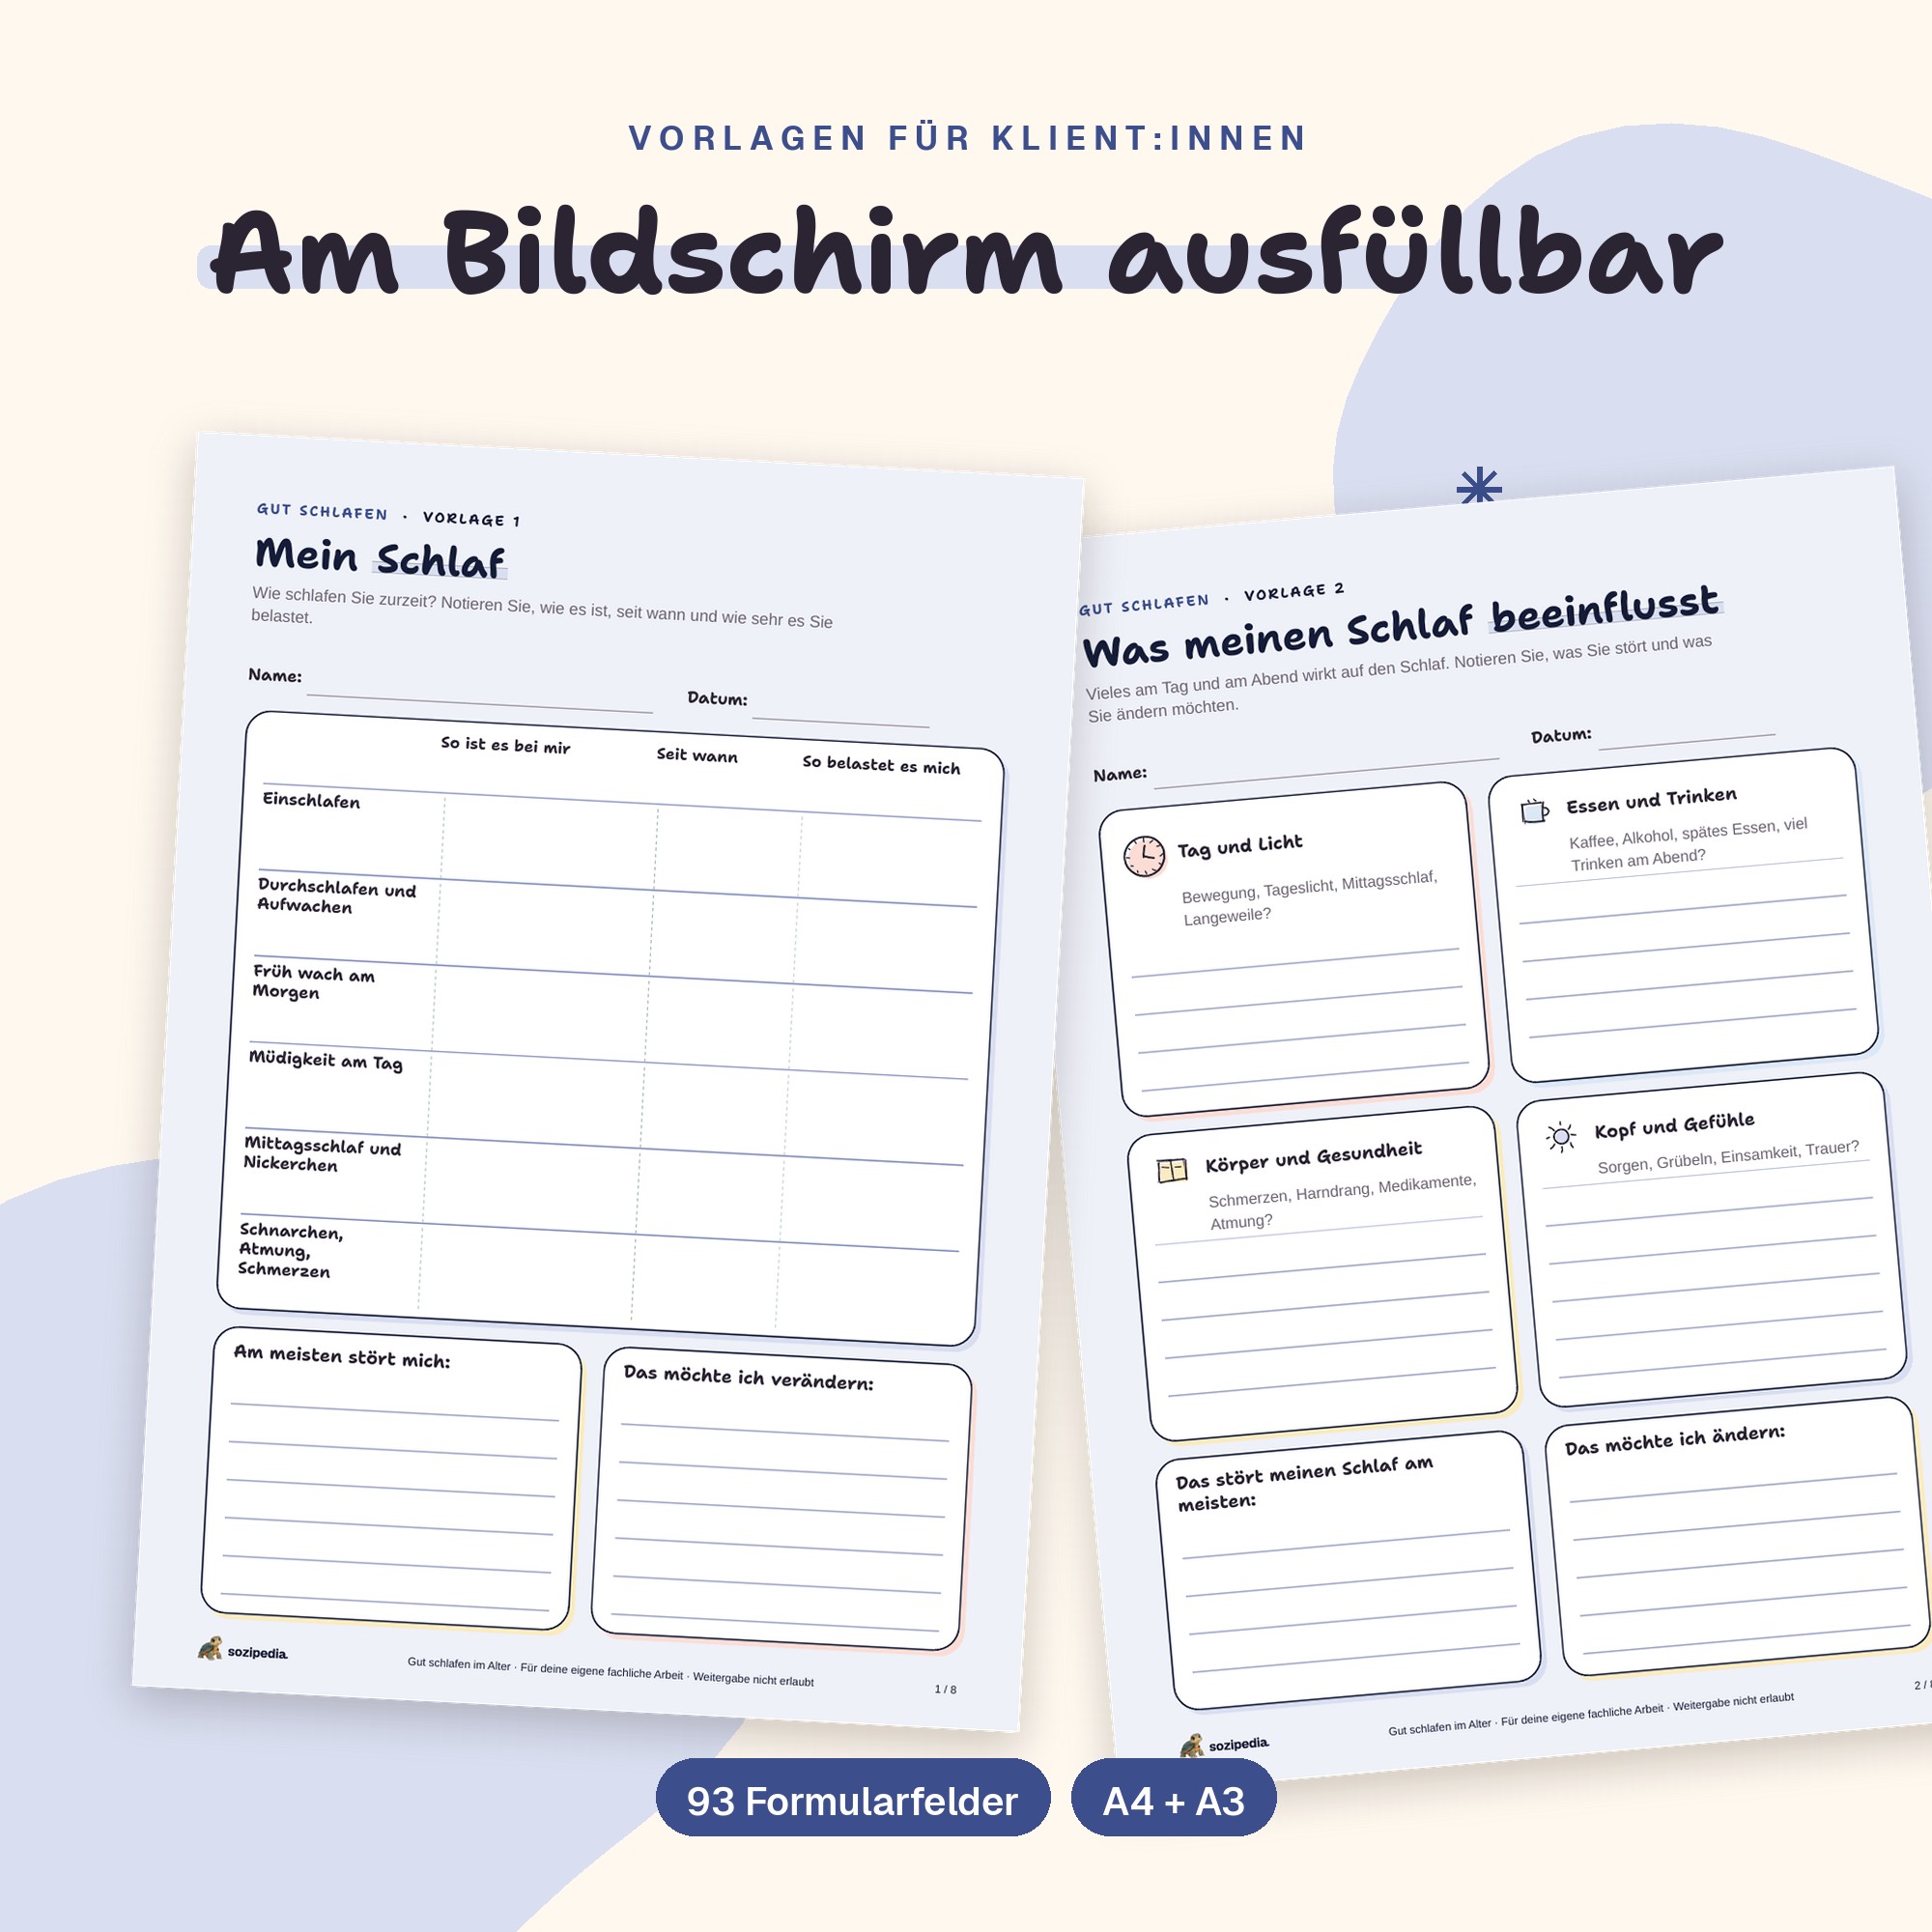 VORLAGEN FÜR KLIENT:INNEN
Am Bildschirm ausfüllbar
GUT SCHLAFEN · VORLAGE 1
Mein Schlaf
Wie schlafen Sie zurzeit? Notieren Sie, wie es ist, seit wann und wie sehr es Sie
belastet.
Name:
Datum:
So ist es bei mir
Seit wann
So belastet es mich
Einschlafen
Durchschlafen und
Aufwachen
Früh wach am
Morgen
Müdigkeit am Tag
Mittagsschlaf und
Nickerchen
Schnarchen,
Atmung,
Schmerzen
Am meisten stört mich:
Das möchte ich verändern:
sozipedia.
Gut schlafen im Alter · Für deine eigene fachliche Arbeit · Weitergabe nicht erlaubt
1 / 8
GUT SCHLAFEN · VORLAGE 2
Was meinen Schlaf beeinflusst
Vieles am Tag und am Abend wirkt auf den Schlaf. Notieren Sie, was Sie stört und was
Sie ändern möchten.
Name:
Datum:
Tag und Licht
Bewegung, Tageslicht, Mittagsschlaf,
Langeweile?
Essen und Trinken
Kaffee, Alkohol, spätes Essen, viel
Trinken am Abend?
Körper und Gesundheit
Schmerzen, Harndrang, Medikamente,
Atmung?
Kopf und Gefühle
Sorgen, Grübeln, Einsamkeit, Trauer?
Das stört meinen Schlaf am
meisten:
Das möchte ich ändern:
sozipedia.
Gut schlafen im Alter · Für deine eigene fachliche Arbeit · Weitergabe nicht erlaubt
2 / 8
93 Formularfelder
A4 + A3